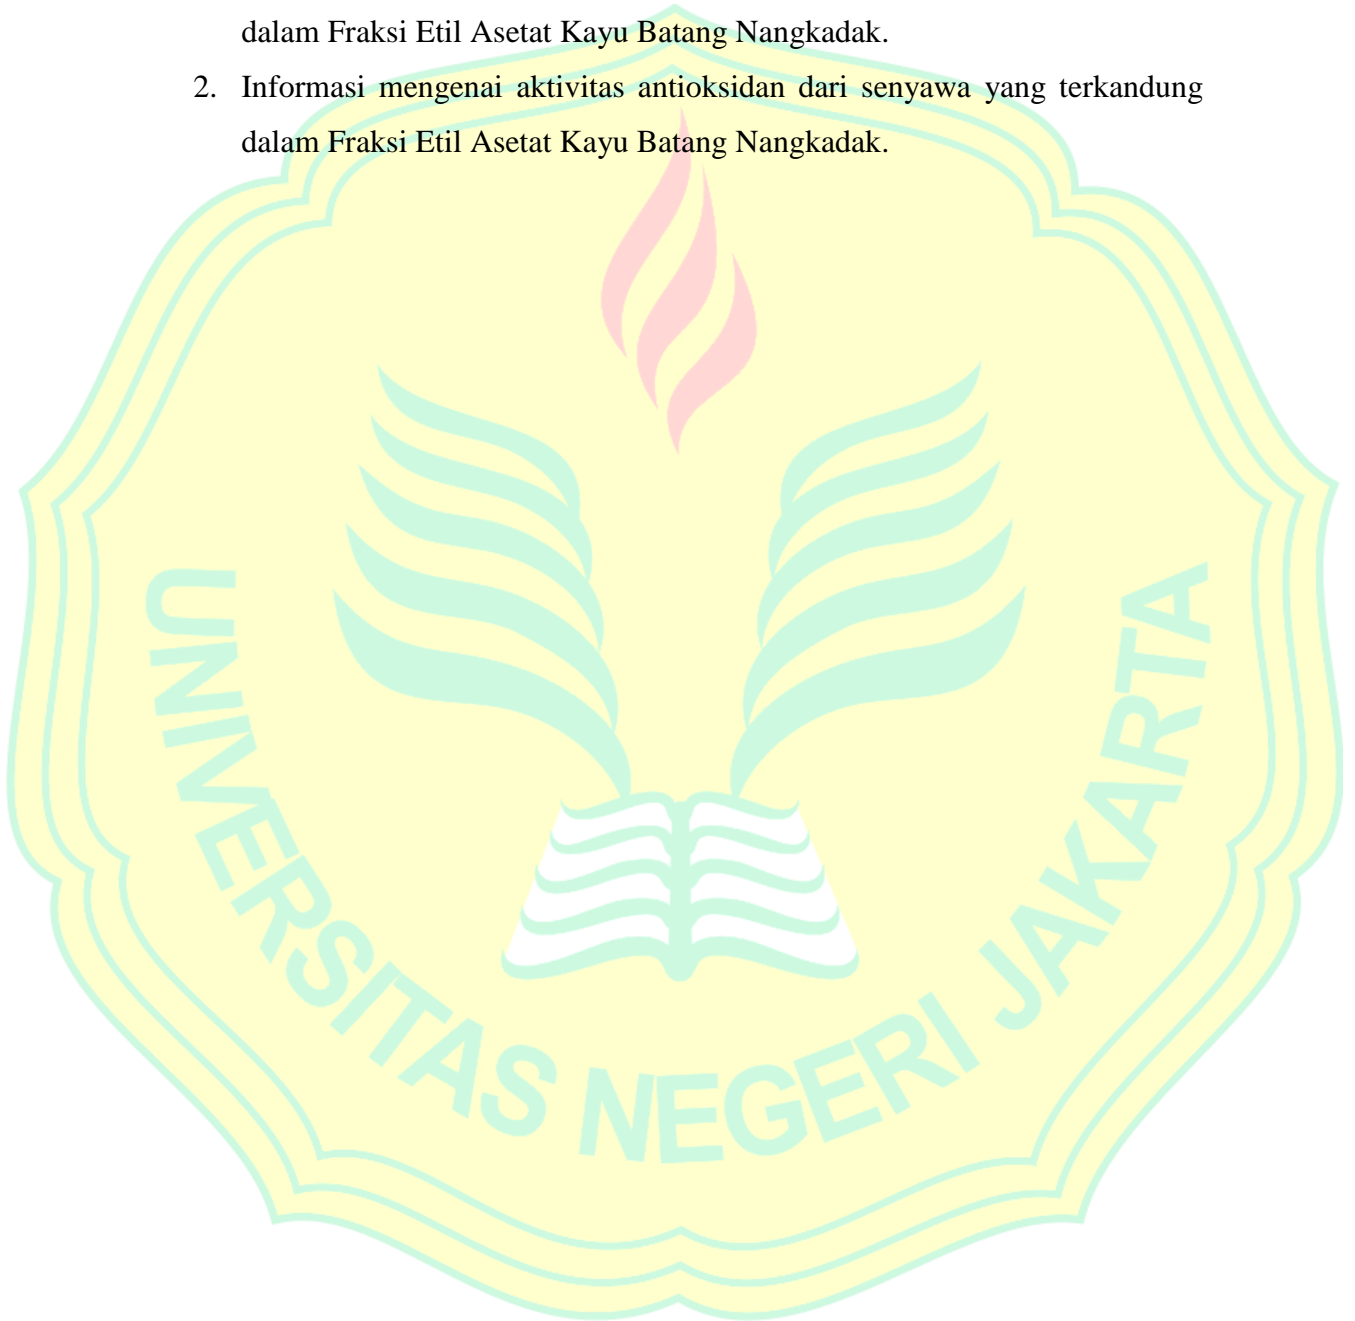 dalam Fraksi Etil Asetat Kayu Batang Nangkadak.
2. Informasi mengenai aktivitas antioksidan dari senyawa yang terkandung
dalam Fraksi Etil Asetat Kayu Batang Nangkadak.
UNIVERSITAS NEGERI JAKARTA